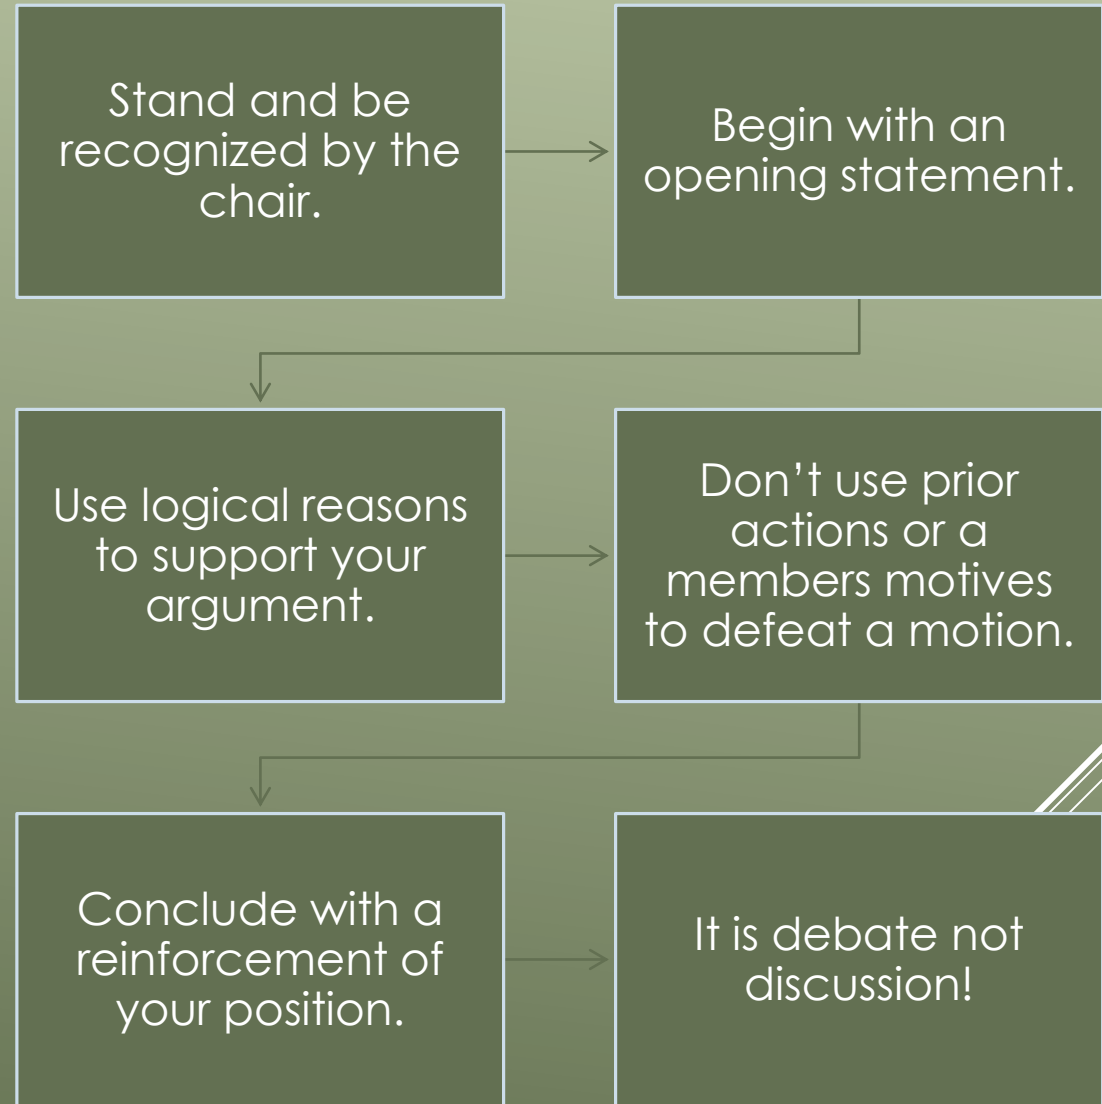 Stand and be
recognized by the
chair.
Begin with an
opening statement.
Use logical reasons
to support your
argument.
Don’t use prior
actions or a
members motives
to defeat a motion.
Conclude with a
reinforcement of
your position.
It is debate not
discussion!